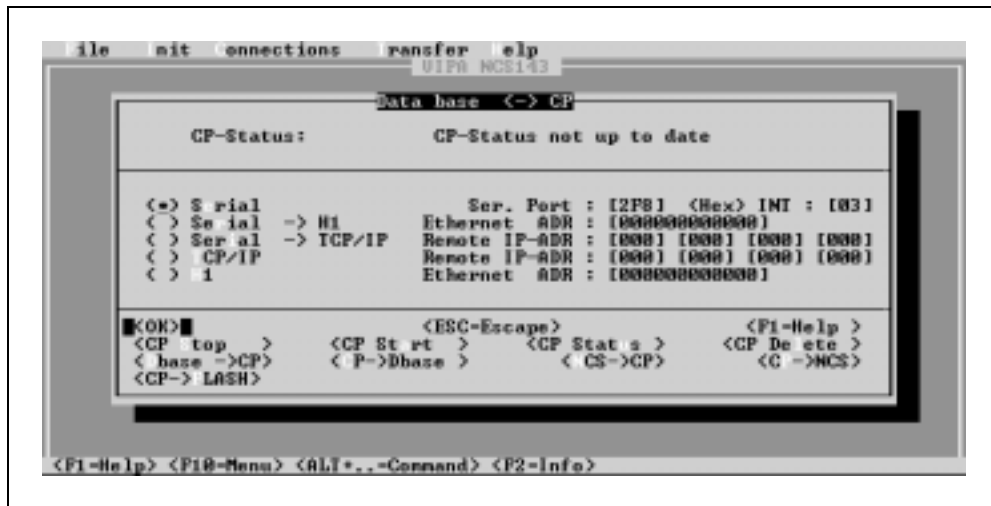 ile nit onnections ransfer elp
VIPA NCS143
Data base <-> CP
CP-Status: CP-Status not up to date
(•) S rial Ser. Port : [2F8] (Hex) INT : [03]
( ) Se ial -> H1 Ethernet ADR : [000000000000]
( ) Ser al -> TCP/IP Remote IP-ADR : [000] [000] [000] [000]
( ) CP/IP Remote IP-ADR : [000] [000] [000] [000]
( ) 1 Ethernet ADR : [000000000000]
<OK> <ESC-Escape> <F1-Help >
<CP top > <CP St rt > <CP Stat s > <CP De ete >
< base ->CP> < P->Dbase > < CS->CP> <C ->NCS>
<CP-> LASH>
<F1-Help> <F10-Menu> <ALT+..-Command> <F2-Info>